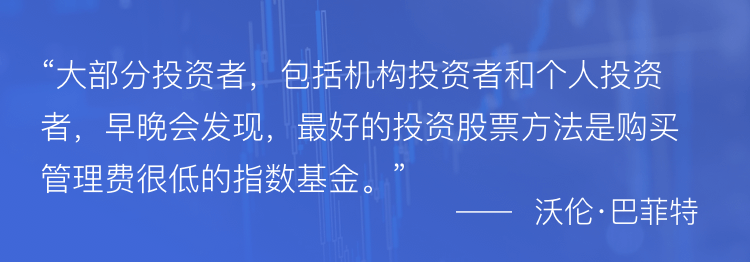 “大部分投资者，包括机构投资者和个人投资
者，早晚会发现，最好的投资股票方法是购买
管理费很低的指数基金。”
—— 沃伦·巴菲特